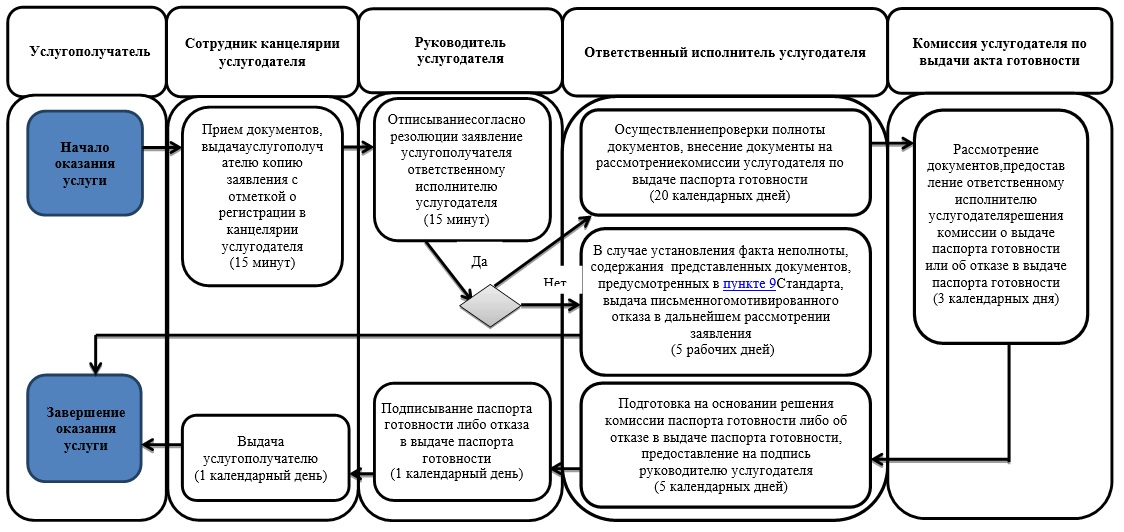 Услугополучатель
Сотрудник канцелярии
услугодателя
Руководитель
услугодателя
Ответственный исполнитель услугодателя
Комиссия услугодателя по
выдачи акта готовности
Начало
оказания
услуги
Прием документов,
выдачауслугополуч
ателю копию
заявления с
отметкой о
регистрации в
канцелярии
услугодателя
(15 минут)
Отписываниесогласно
резолюции заявление
услугополучателя
ответственному
исполнителю
услугодателя
(15 минут)
Осуществлениепроверки полноты
документов, внесение документы на
рассмотрениекомиссии услугодателя по
выдаче паспорта готовности
(20 календарных дней)
Рассмотрение
документов,предостав
ление ответственному
исполнителю
услугодателярешения
комиссии о выдаче
паспорта готовности
или об отказе в выдаче
паспорта готовности
(3 календарных дня)
Да
Нет
В случае установления факта неполноты,
содержания представленных документов,
предусмотренных в пункте 9Стандарта,
выдача письменногомотивированного
отказа в дальнейшем рассмотрении
заявления
(5 рабочих дней)
Завершение
оказания
услуги
Выдача
услугополучателю
(1 календарный день)
Подписывание паспорта
готовности либо отказа
в выдаче паспорта
готовности
(1 календарный день)
Подготовка на основании решения
комиссии паспорта готовности либо об
отказе в выдаче паспорта готовности,
предоставление на подпись
руководителю услугодателя
(5 календарных дней)